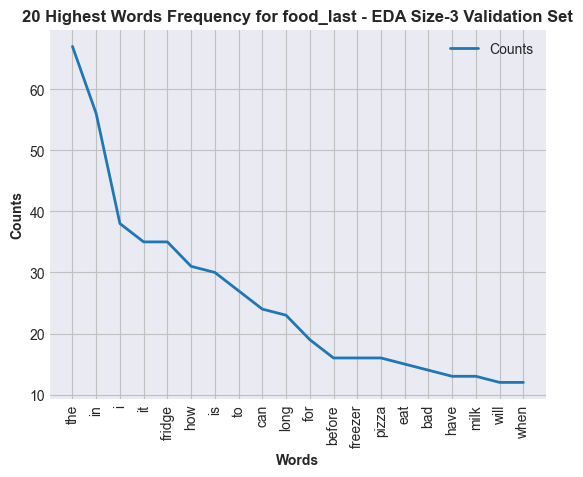 20 Highest Words Frequency for food_last - EDA Size-3 Validation Set
Counts
60
50
40
30
20
10
Counts
the in i it fridge how is to can long for before freezer pizza eat bad have milk will when
Words